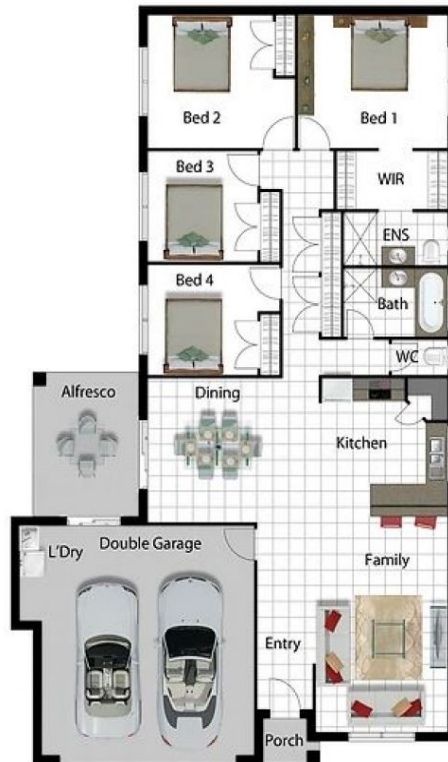 Bed 2
Bed 1
Bed 3
WIR
ENS
Bed 4
Bath
WC
Alfresco
Dining
Kitchen
L'Dry
Double Garage
Family
Entry
Porch